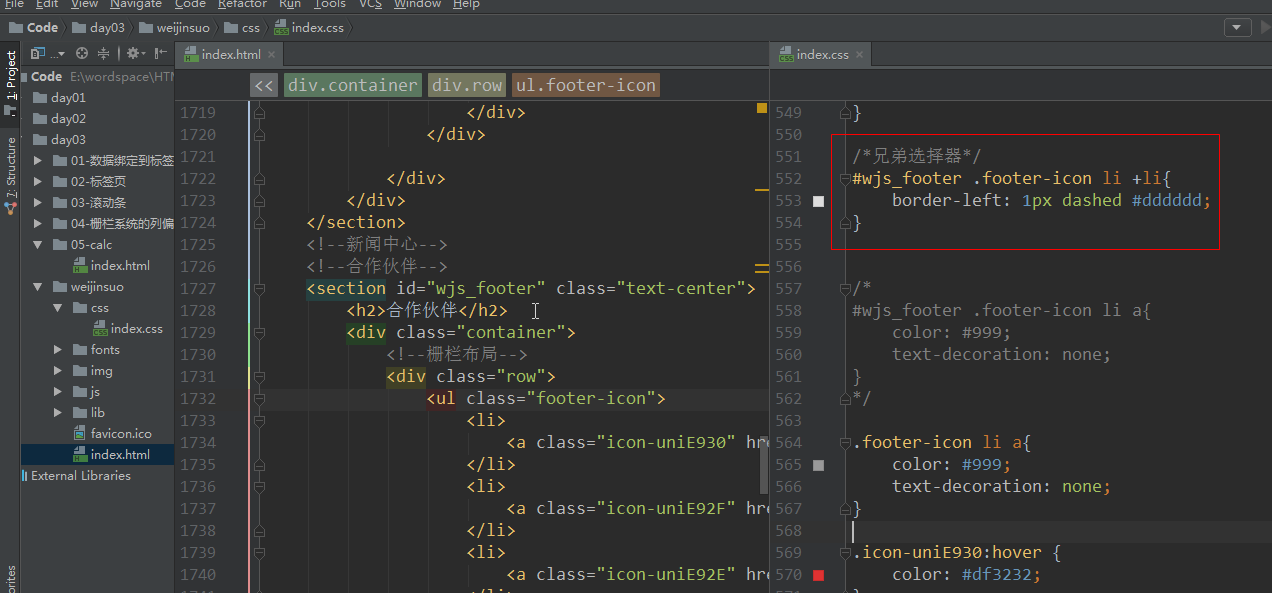 File Edit View Navigate Code Refactor Run Tools VCS Window Help
Code day03 weijinsuo css index.css
1: Project
7: Structure
index.html
index.css
Code E:\wordspace\HTM
day01
day02
day03
01-数据绑定到标签
02-标签页
03-滚动条
04-栅栏系统的列偏
05-calc
index.html
weijinsuo
css
index.css
fonts
img
js
lib
favicon.ico
index.html
External Libraries
<< div.container div.row ul.footer-icon
1719 </div>
1720 </div>
1721
1722 </div>
1723 </div>
1724 </section>
1725 <!--新闻中心-->
1726 <!--合作伙伴-->
1727 <section id="wjs_footer" class="text-center">
1728 <h2>合作伙伴</h2>
1729 <div class="container">
1730 <!--栅栏布局-->
1731 <div class="row">
1732 <ul class="footer-icon">
1733 <li>
1734 <a class="icon-uniE930" hre
1735 </li>
1736 <li>
1737 <a class="icon-uniE92F" hre
1738 </li>
1739 <li>
1740 <a class="icon-uniE92E" hre
549 }
550
551 /*兄弟选择器*/
552 #wjs_footer .footer-icon li +li{
553 border-left: 1px dashed #dddddd;
554 }
555
556
557 /*
558 #wjs_footer .footer-icon li a{
559 color: #999;
560 text-decoration: none;
561 }
562 */
563
564 .footer-icon li a{
565 color: #999;
566 text-decoration: none;
567 }
568
569 .icon-uniE930:hover {
570 color: #df3232;